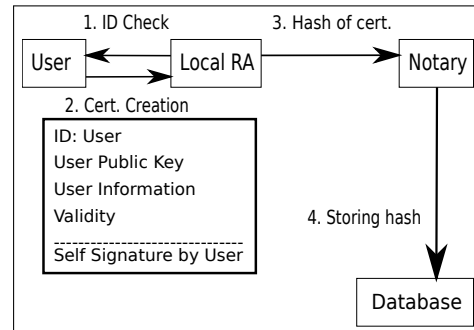 1. ID Check
3. Hash of cert.
User
Local RA
Notary
2. Cert. Creation
ID: User
User Public Key
User Information
Validity
Self Signature by User
4. Storing hash
Database